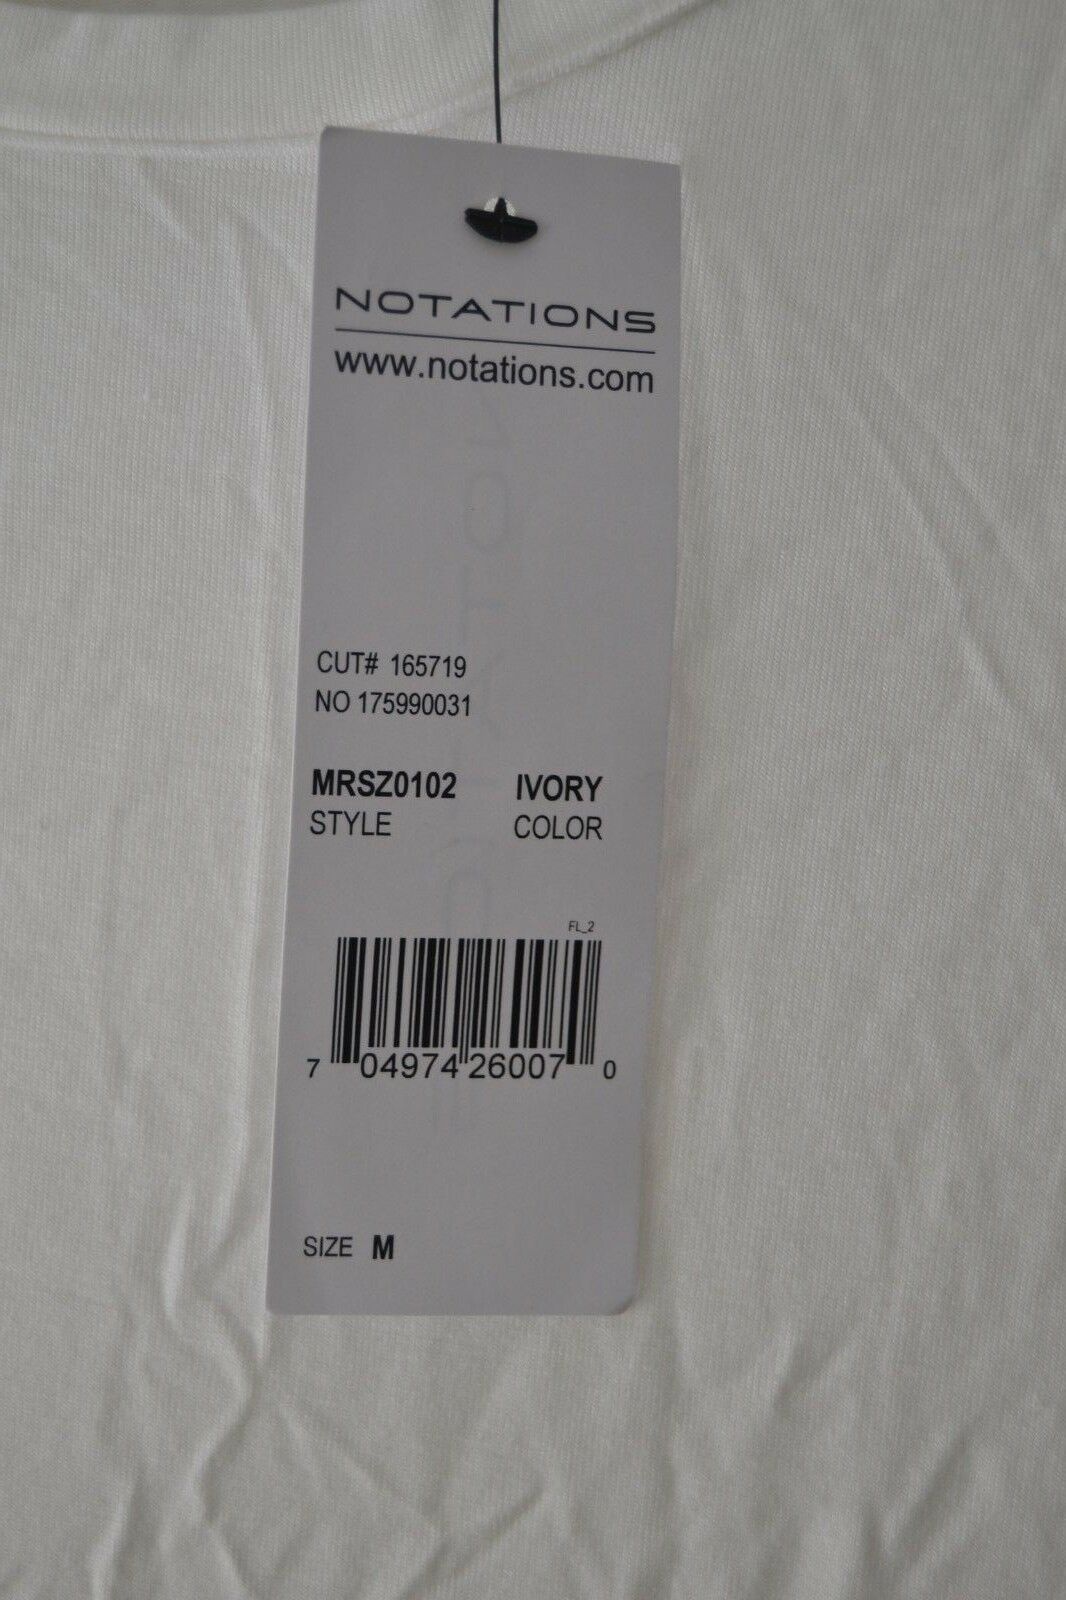 NOTATIONS
www.notations.com
CUT# 165719
NO 175990031
MRSZ0102 IVORY
STYLE COLOR
FL_2
7 04974 26007 0
SIZE M